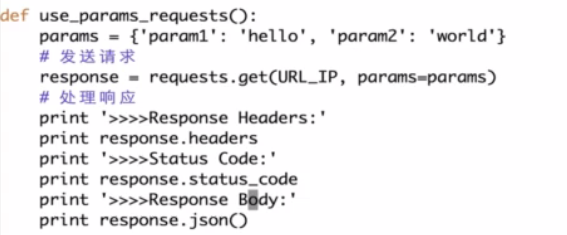 def use_params_requests():
    params = {'param1': 'hello', 'param2': 'world'}
    # 发送请求
    response = requests.get(URL_IP, params=params)
    # 处理响应
    print '>>>>Response Headers:'
    print response.headers
    print '>>>>Status Code:'
    print response.status_code
    print '>>>>Response Body:'
    print response.json()